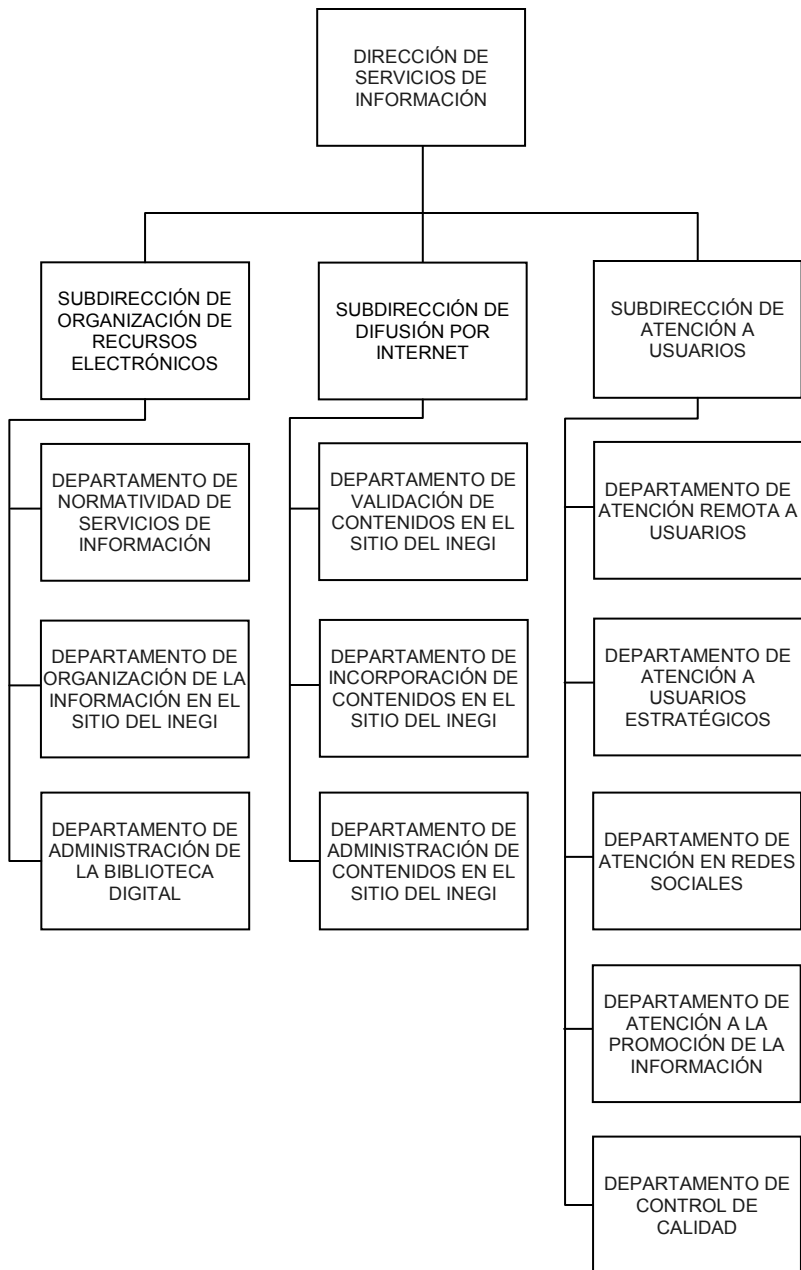 DIRECCIÓN DE
SERVICIOS DE
INFORMACIÓN
SUBDIRECCIÓN DE
ORGANIZACIÓN DE
RECURSOS
ELECTRÓNICOS
DEPARTAMENTO DE
NORMATIVIDAD DE
SERVICIOS DE
INFORMACIÓN
DEPARTAMENTO DE
ORGANIZACIÓN DE LA
INFORMACIÓN EN EL
SITIO DEL INEGI
DEPARTAMENTO DE
ADMINISTRACIÓN DE
LA BIBLIOTECA
DIGITAL
SUBDIRECCIÓN DE
DIFUSIÓN POR
INTERNET
DEPARTAMENTO DE
VALIDACIÓN DE
CONTENIDOS EN EL
SITIO DEL INEGI
DEPARTAMENTO DE
INCORPORACIÓN DE
CONTENIDOS EN EL
SITIO DEL INEGI
DEPARTAMENTO DE
ADMINISTRACIÓN DE
CONTENIDOS EN EL
SITIO DEL INEGI
SUBDIRECCIÓN DE
ATENCIÓN A
USUARIOS
DEPARTAMENTO DE
ATENCIÓN REMOTA A
USUARIOS
DEPARTAMENTO DE
ATENCIÓN A
USUARIOS
ESTRATÉGICOS
DEPARTAMENTO DE
ATENCIÓN EN REDES
SOCIALES
DEPARTAMENTO DE
ATENCIÓN A LA
PROMOCIÓN DE LA
INFORMACIÓN
DEPARTAMENTO DE
CONTROL DE
CALIDAD